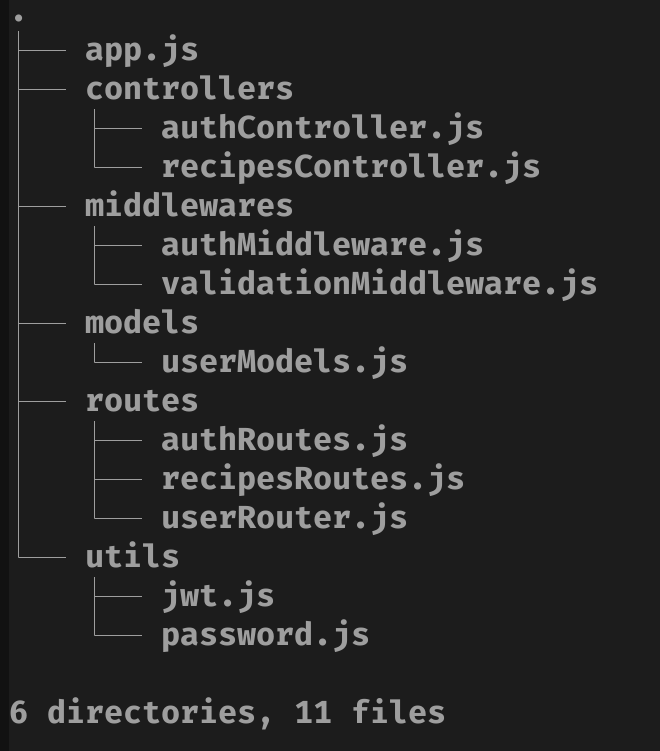 .
├── app.js
├── controllers
│   ├── authController.js
│   └── recipesController.js
├── middlewares
│   ├── authMiddleware.js
│   └── validationMiddleware.js
├── models
│   └── userModels.js
├── routes
│   ├── authRoutes.js
│   ├── recipesRoutes.js
│   └── userRouter.js
└── utils
    ├── jwt.js
    └── password.js

6 directories, 11 files